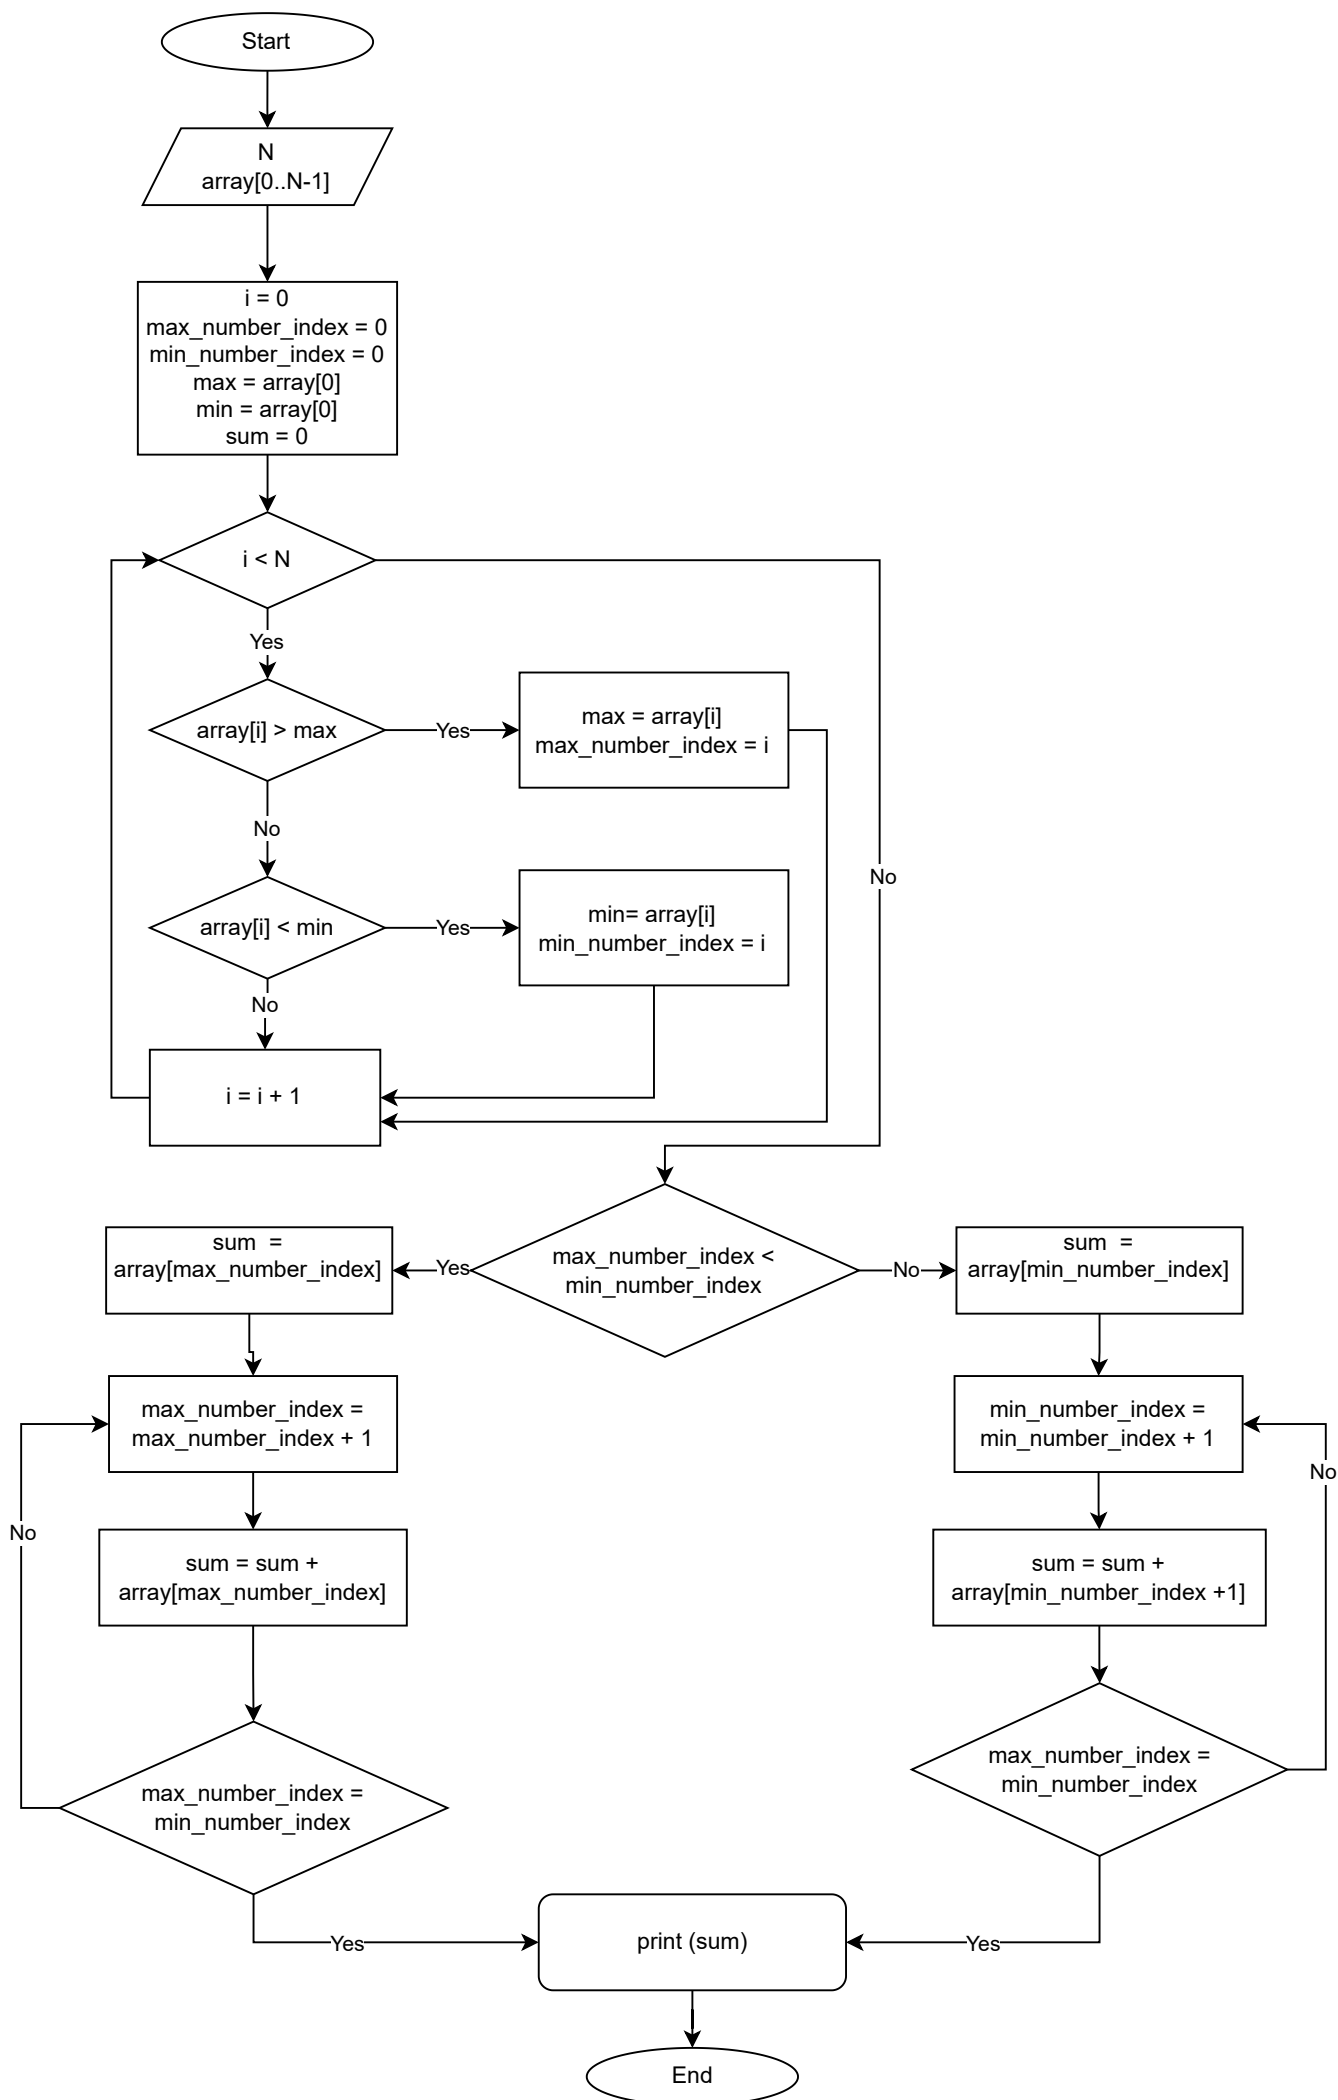 Start
N
array[0..N-1]
i = 0
max_number_index = 0
min_number_index = 0
max = array[0]
min = array[0]
sum = 0
i < N
Yes
array[i] > max
Yes
max = array[i]
max_number_index = i
No
No
array[i] < min
Yes
min= array[i]
min_number_index = i
No
i = i + 1
max_number_index <
min_number_index
Yes
No
sum  =
array[max_number_index]
sum  =
array[min_number_index]
max_number_index =
max_number_index + 1
min_number_index =
min_number_index + 1
No
No
sum = sum +
array[max_number_index]
sum = sum +
array[min_number_index +1]
max_number_index =
min_number_index
max_number_index =
min_number_index
Yes
print (sum)
Yes
End